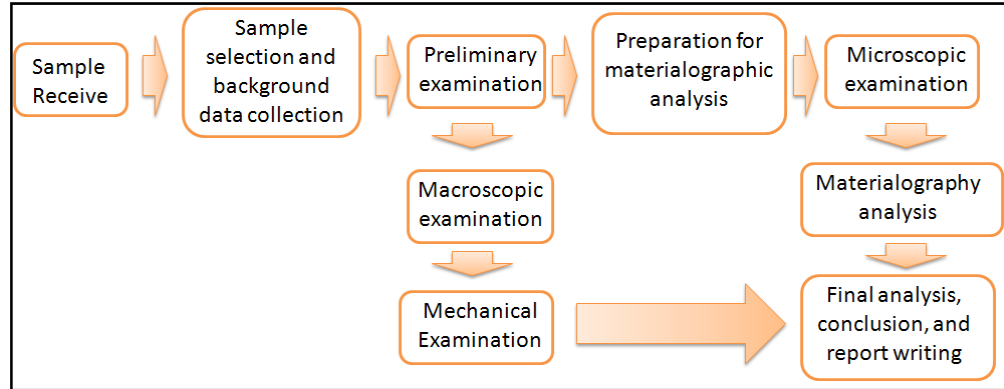 Sample
Receive
Sample
selection and
background
data collection
Preliminary
examination
Preparation for
materialographic
analysis
Microscopic
examination
Macroscopic
examination
Materialography
analysis
Mechanical
Examination
Final analysis,
conclusion, and
report writing